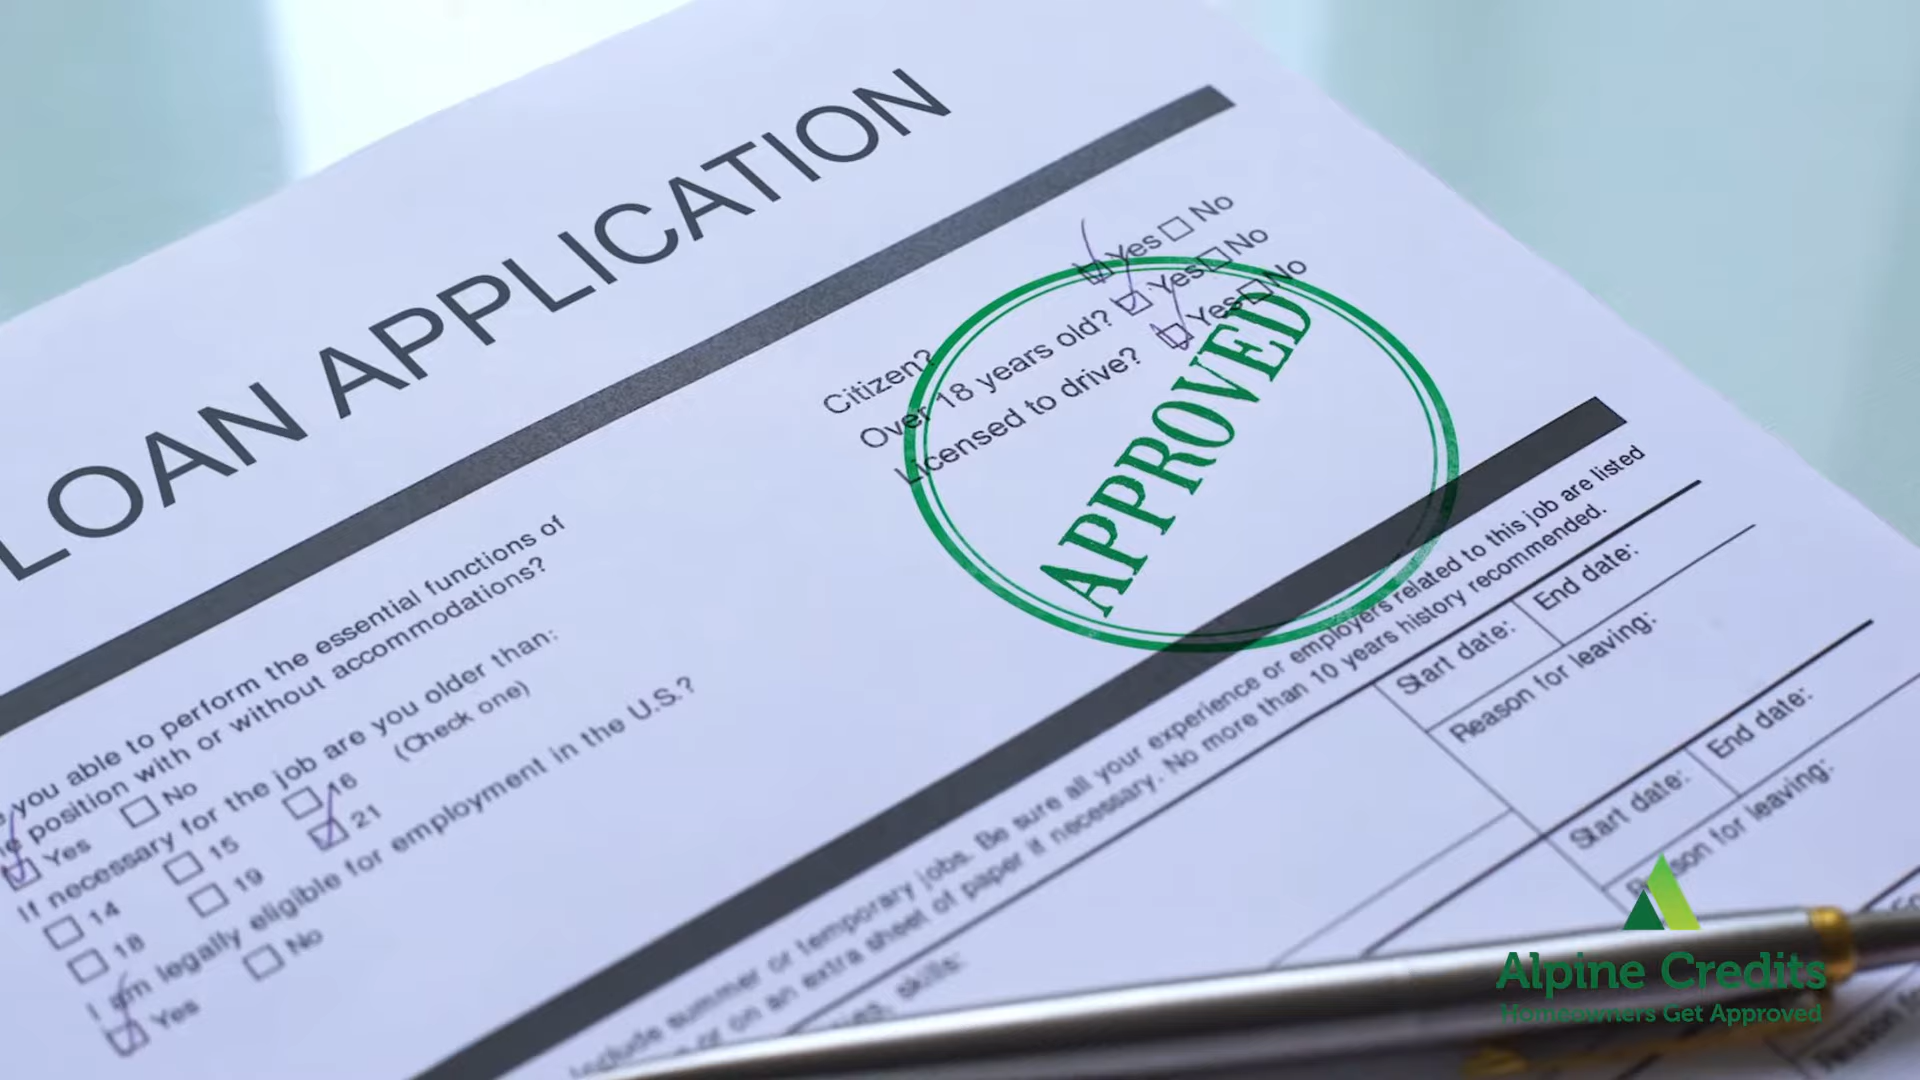 LOAN APPLICATION
Citizen? Yes No
Over 18 years old? Yes No
Licensed to drive? Yes No
APPROVED
you able to perform the essential functions of
position with or without accommodations?
Yes No
If necessary for the job are you older than:
(Check one)
14 15 16
18 19 21
I am legally eligible for employment in the U.S.?
Yes No
summer or temporary jobs. Be sure all your experience or employers related to this job are listed
or on an extra sheet of paper if necessary. No more than 10 years history recommended.
skills:
Start date: End date:
Reason for leaving:
Start date: End date:
for leaving:
Alpine Credits
Homeowners Get Approved